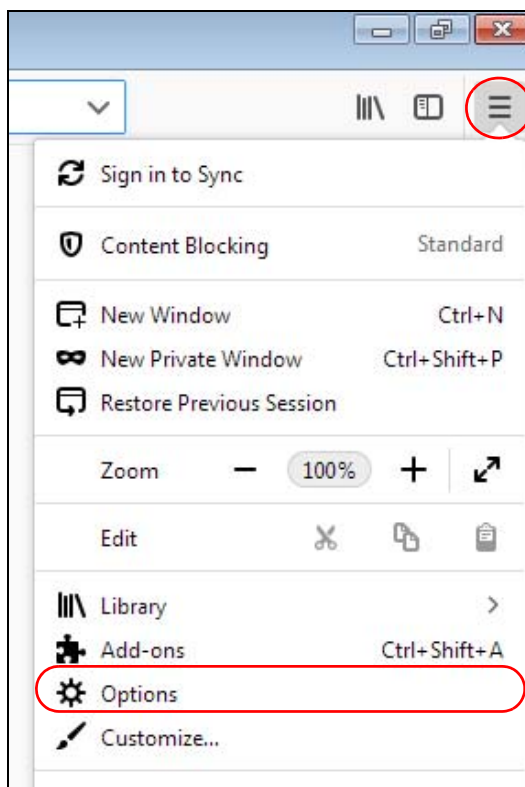 Sign in to Sync
Content Blocking Standard
New Window Ctrl+N
New Private Window Ctrl+Shift+P
Restore Previous Session
Zoom 100%
Edit
Library
Add-ons Ctrl+Shift+A
Options
Customize...